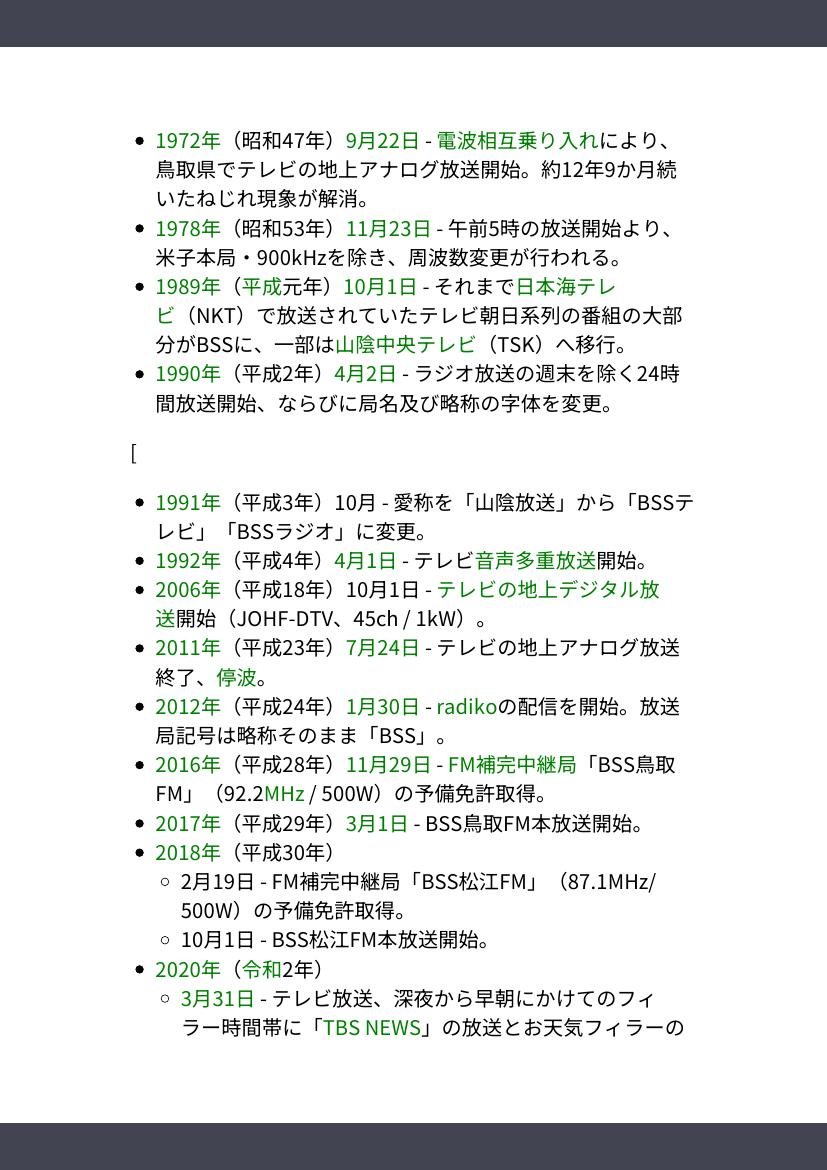 1972年（昭和47年）9月22日 - 電波相互乗り入れにより、
鳥取県でテレビの地上アナログ放送開始。約12年9か月続
いたねじれ現象が解消。
1978年（昭和53年）11月23日 - 午前5時の放送開始より、
米子本局・900kHzを除き、周波数変更が行われる。
1989年（平成元年）10月1日 - それまで日本海テレ
ビ（NKT）で放送されていたテレビ朝日系列の番組の大部
分がBSSに、一部は山陰中央テレビ（TSK）へ移行。
1990年（平成2年）4月2日 - ラジオ放送の週末を除く24時
間放送開始、ならびに局名及び略称の字体を変更。
[
1991年（平成3年）10月 - 愛称を「山陰放送」から「BSSテ
レビ」「BSSラジオ」に変更。
1992年（平成4年）4月1日 - テレビ音声多重放送開始。
2006年（平成18年）10月1日 - テレビの地上デジタル放
送開始（JOHF-DTV、45ch / 1kW）。
2011年（平成23年）7月24日 - テレビの地上アナログ放送
終了、停波。
2012年（平成24年）1月30日 - radikoの配信を開始。放送
局記号は略称そのまま「BSS」。
2016年（平成28年）11月29日 - FM補完中継局「BSS鳥取
FM」（92.2MHz / 500W）の予備免許取得。
2017年（平成29年）3月1日 - BSS鳥取FM本放送開始。
2018年（平成30年）
2月19日 - FM補完中継局「BSS松江FM」（87.1MHz/
500W）の予備免許取得。
10月1日 - BSS松江FM本放送開始。
2020年（令和2年）
3月31日 - テレビ放送、深夜から早朝にかけてのフィ
ラー時間帯に「TBS NEWS」の放送とお天気フィラーの